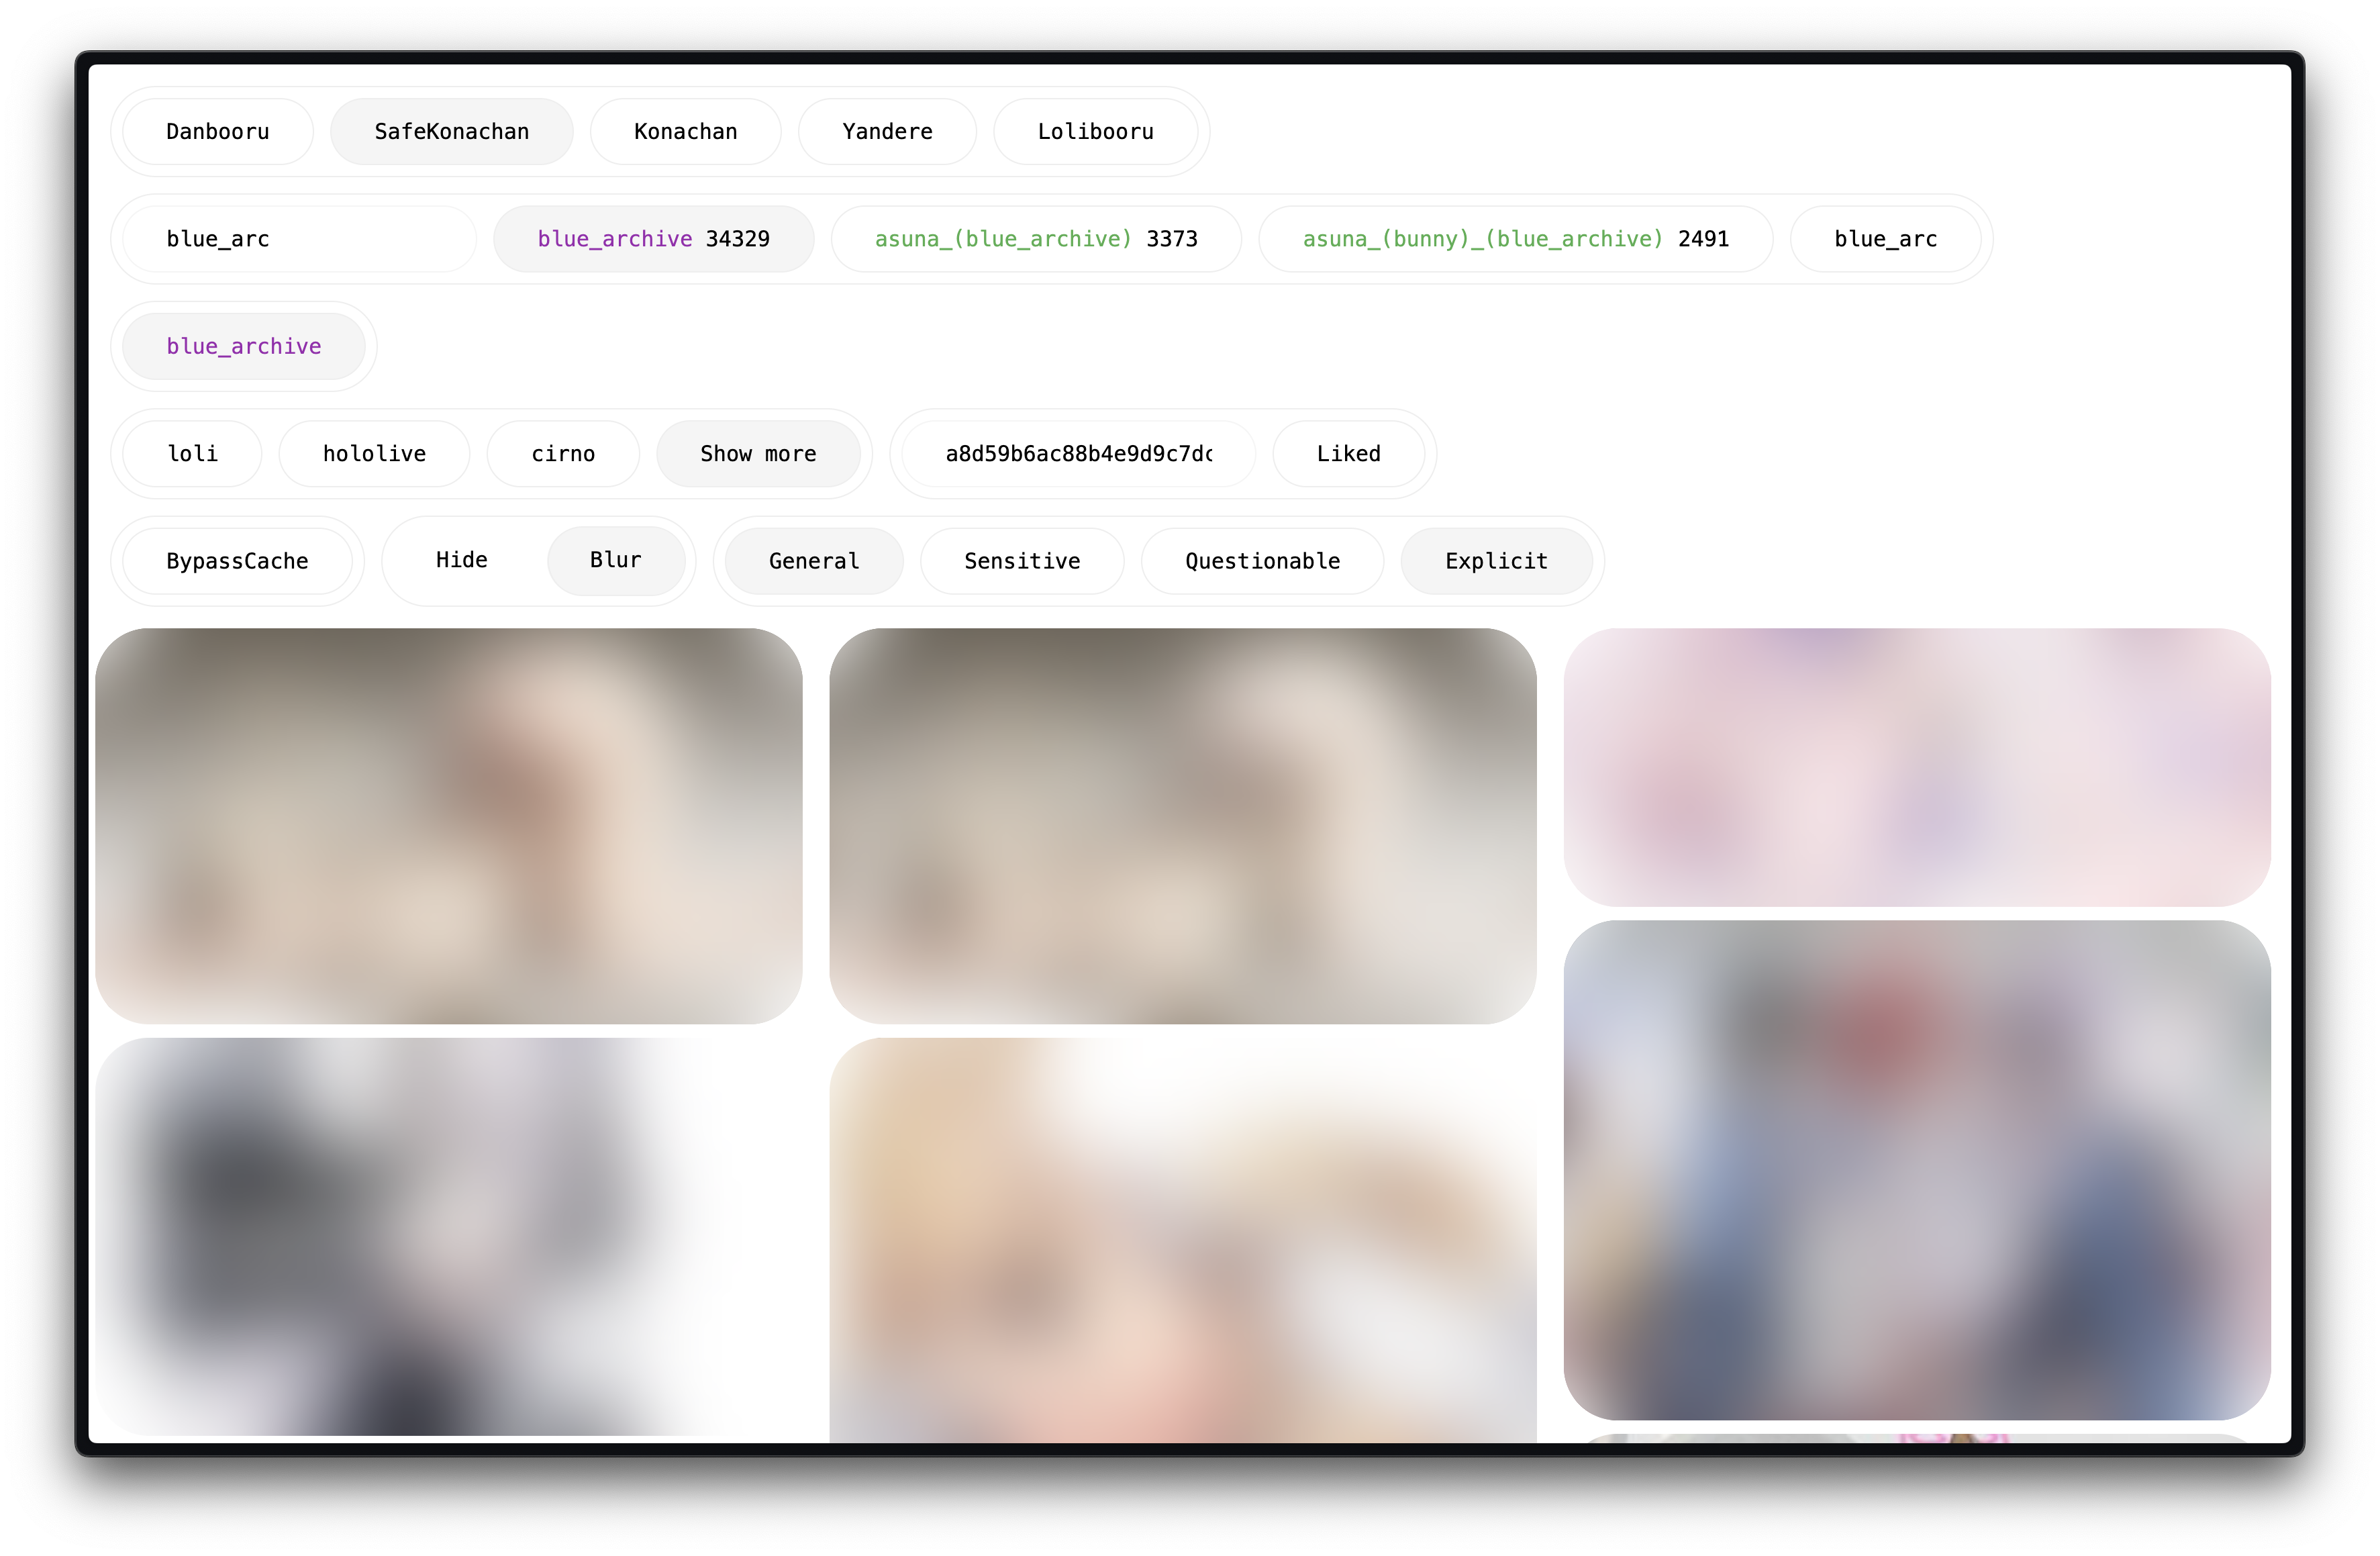 Danbooru SafeKonachan Konachan Yandere Lolibooru
blue_arc blue_archive 34329 asuna_(blue_archive) 3373 asuna_(bunny)_(blue_archive) 2491 blue_arc
blue_archive
loli hololive cirno Show more a8d59b6ac88b4e9d9c7dc Liked
BypassCache Hide Blur General Sensitive Questionable Explicit